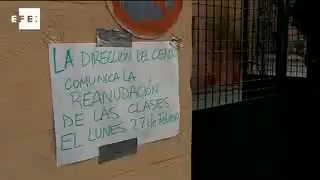 EFE:
LA DIRECCIÓN DEL CENTRO
COMUNICA LA
REANUDACIÓN
DE LAS CLASES
EL LUNES 27 de Febrero